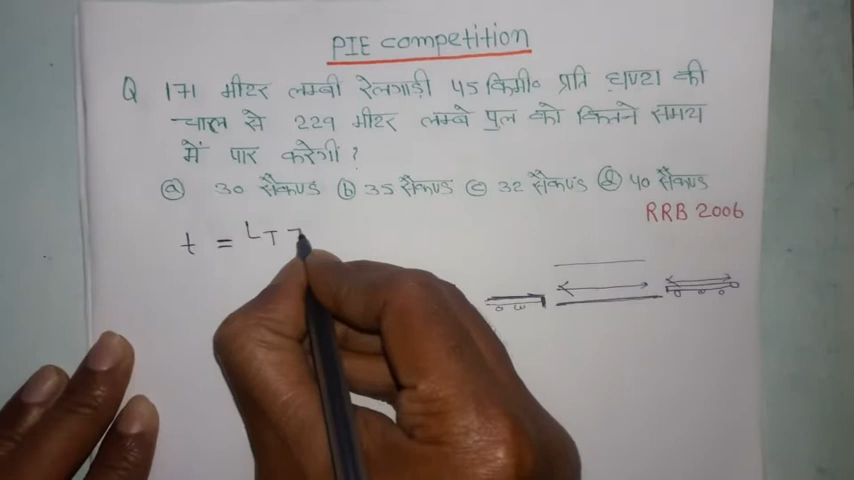 PIE competition
Q 171 मीटर लम्बी रेलगाड़ी 45 किमी० प्रति घण्टा की
चाल से 229 मीटर लम्बे पुल को कितने समय
में पार करेगी ?
(a) 30 सैकण्ड (b) 35 सैकण्ड (c) 32 सैकण्ड (d) 40 सैकण्ड
RRB 2006
t = L T